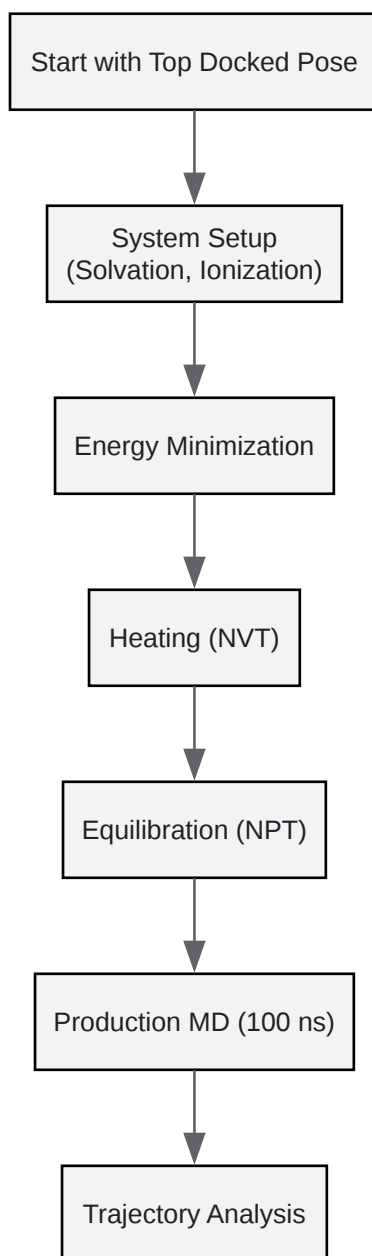 Start with Top Docked Pose
System Setup
(Solvation, Ionization)
Energy Minimization
Heating (NVT)
Equilibration (NPT)
Production MD (100 ns)
Trajectory Analysis